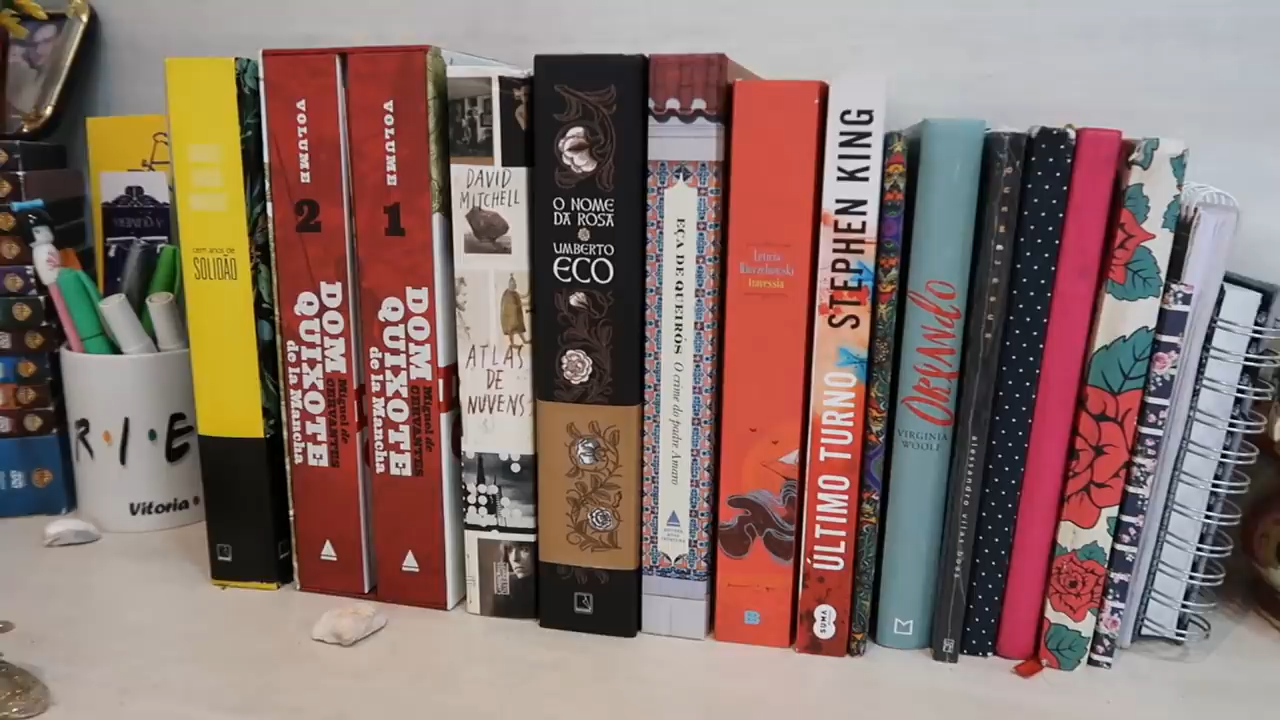 R·I·E
Vitoria
cem anos de
SOLIDÃO
VOLUME
2
DOM
QUIXOTE
de la Mancha
Miguel de
CERVANTES
VOLUME
1
DOM
QUIXOTE
de la Mancha
Miguel de
CERVANTES
DAVID
MITCHELL
ATLAS
DE
NUVENS
O NOME
DA ROSA
UMBERTO
ECO
EÇA DE QUEIRÓS O crime do padre Amaro
Leticia
Wierzchowski
travessia
B
STEPHEN KING
ÚLTIMO TURNO
SUMA
Orlando
VIRGINIA
WOOLF